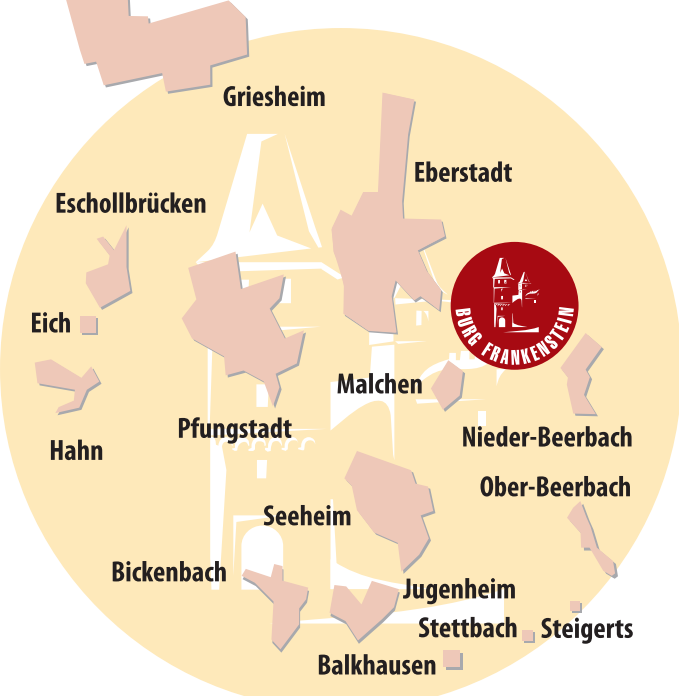 Griesheim
Eberstadt
Eschollbrücken
BURG FRANKENSTEIN
Eich
Malchen
Pfungstadt
Nieder-Beerbach
Hahn
Ober-Beerbach
Seeheim
Bickenbach
Jugenheim
Stettbach Steigerts
Balkhausen